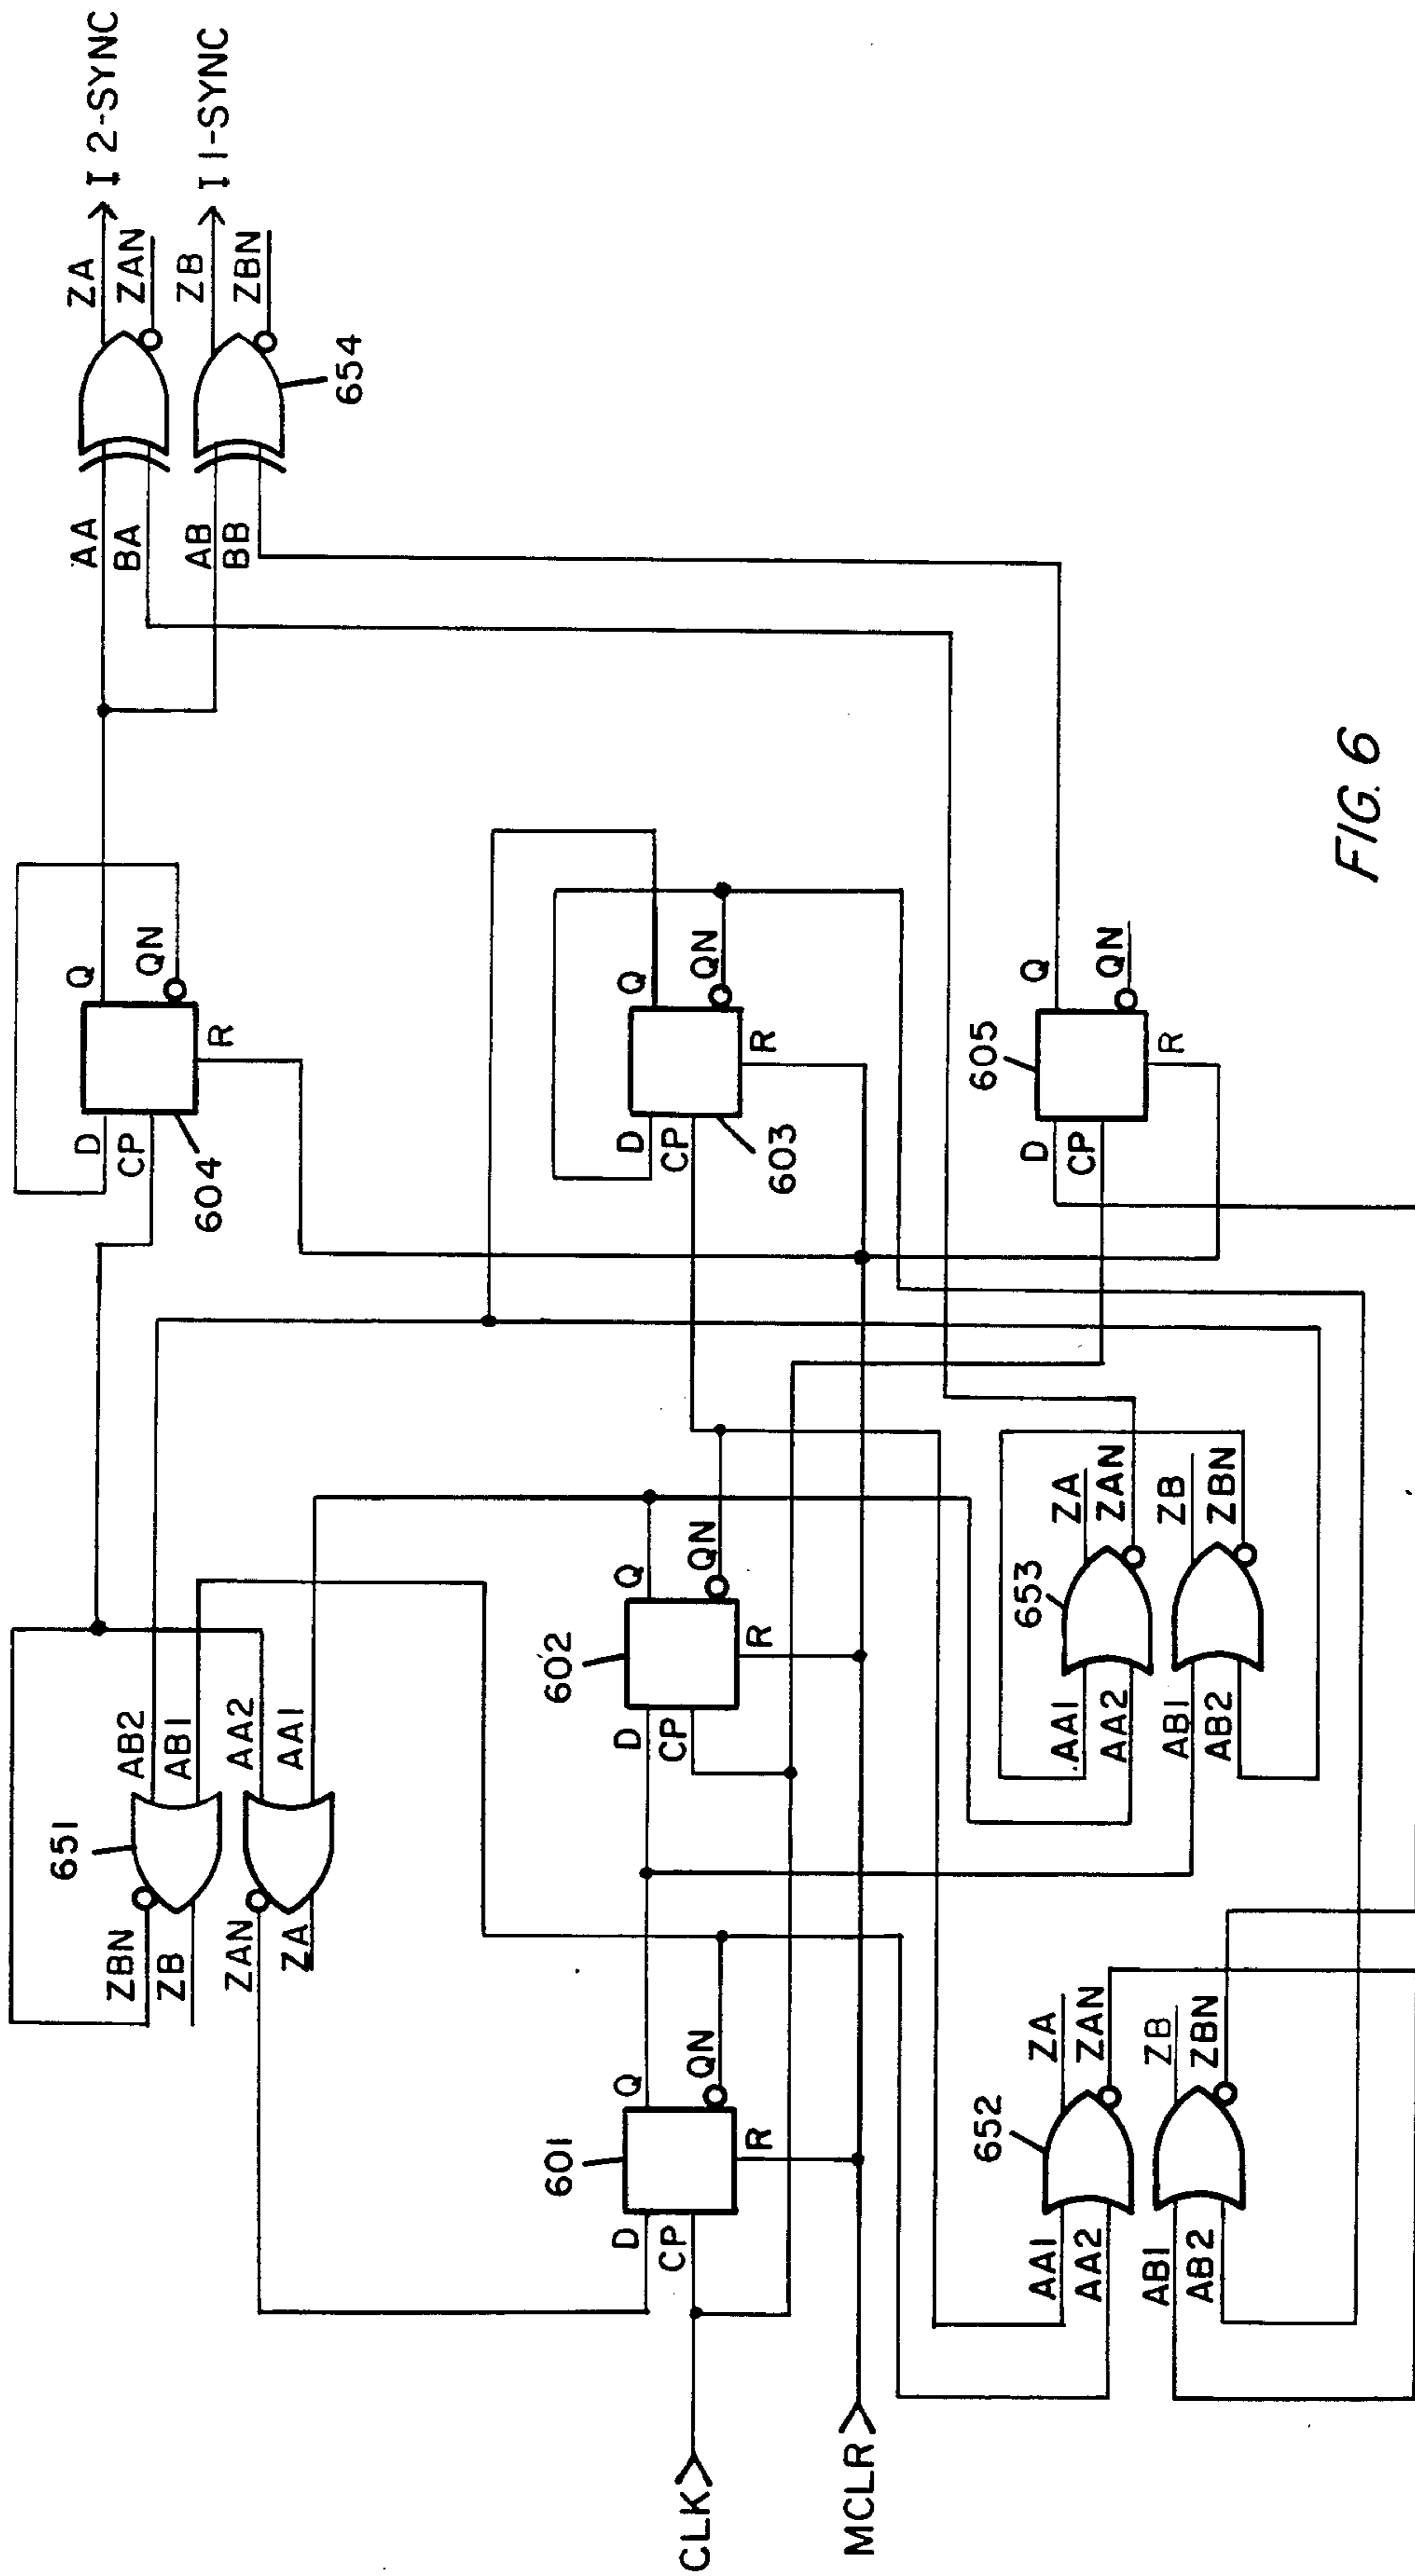 I 2-SYNC
I 1-SYNC
ZA
ZAN
ZB
ZBN
654
AA
BA
AB
BB
Q
QN
R
D
CP
604
Q
QN
R
D
CP
603
605
Q
QN
R
D
CP
651
AB2
AB1
AA2
AA1
ZBN
ZB
ZAN
ZA
602
Q
QN
R
D
CP
653
ZA
ZAN
ZB
ZBN
AA1
AA2
AB1
AB2
601
Q
QN
R
D
CP
652
ZA
ZAN
ZB
ZBN
AA1
AA2
AB1
AB2
CLK
MCLR
FIG. 6